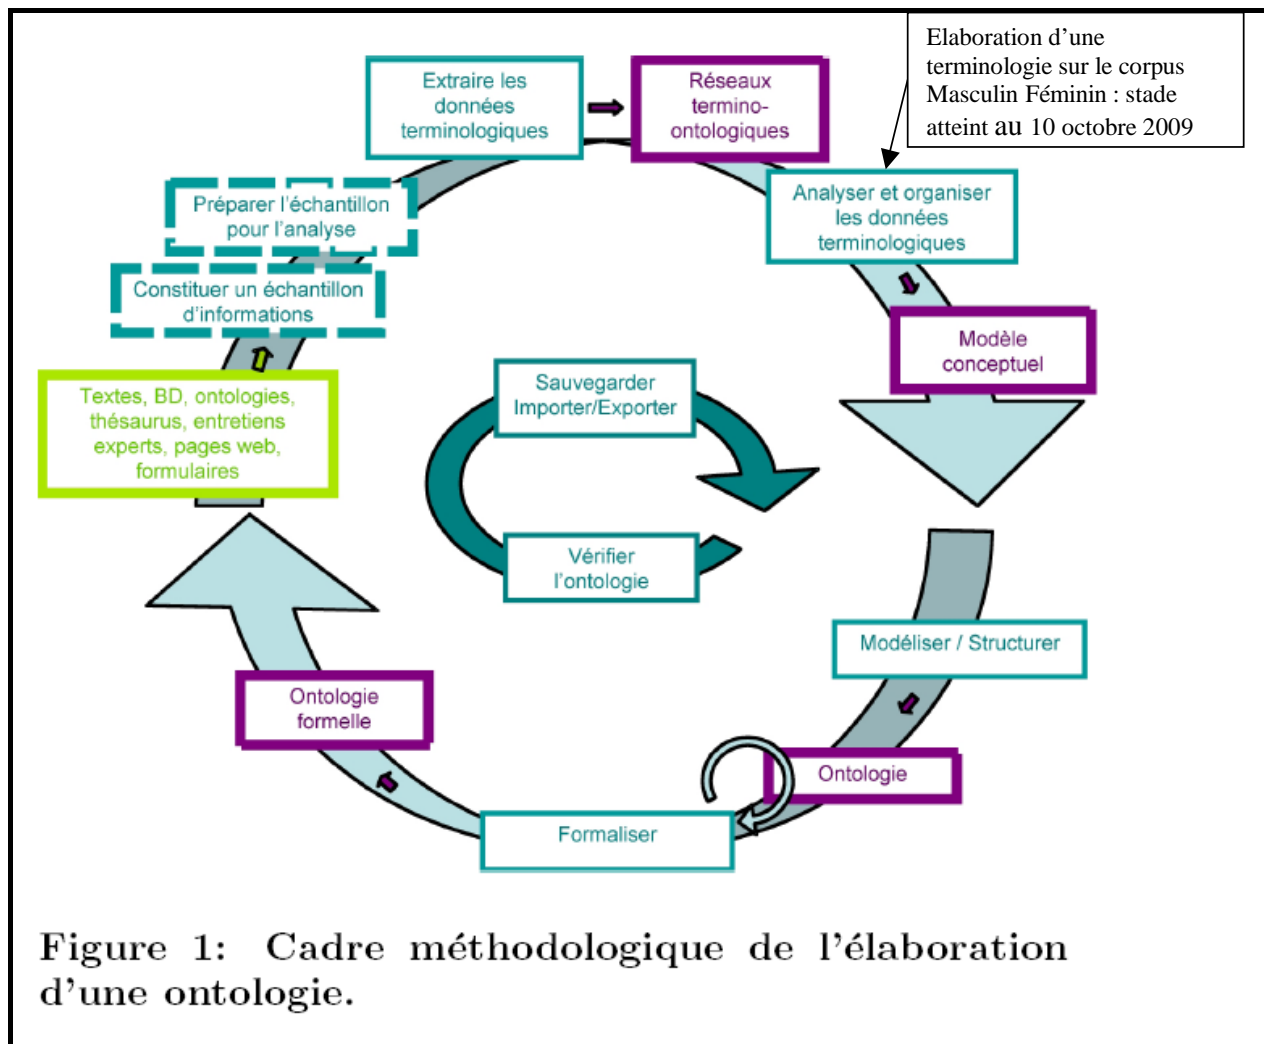 Elaboration d’une
terminologie sur le corpus
Masculin Féminin : stade
atteint au 10 octobre 2009
Extraire les
données
terminologiques
Réseaux
termino-
ontologiques
Analyser et organiser
les données
terminologiques
Préparer l’échantillon
pour l’analyse
Constituer un échantillon
d’informations
Modèle
conceptuel
Textes, BD, ontologies,
thésaurus, entretiens
experts, pages web,
formulaires
Sauvegarder
Importer/Exporter
Vérifier
l’ontologie
Modéliser / Structurer
Ontologie
formelle
Ontologie
Formaliser
Figure 1: Cadre méthodologique de l’élaboration
d’une ontologie.